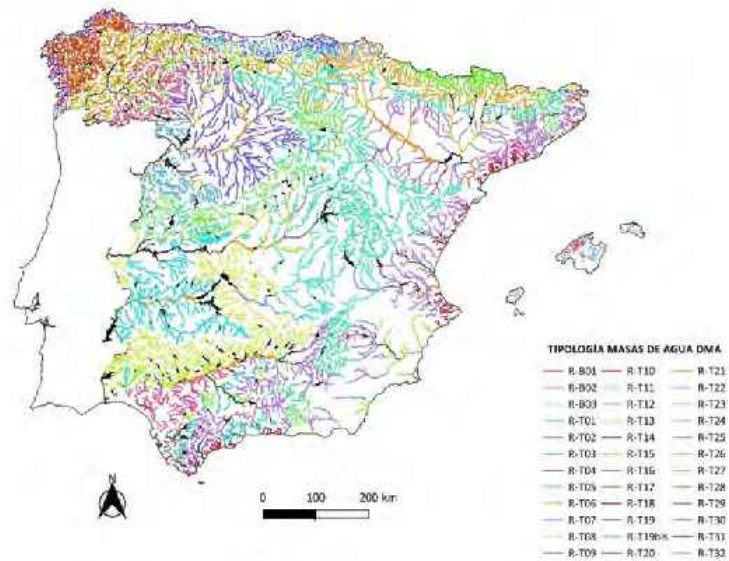 N
0 100 200 km
TIPOLOGÍA MASAS DE AGUA DMA
R-B01 R-T10 R-T21
R-B02 R-T11 R-T22
R-B03 R-T12 R-T23
R-T01 R-T13 R-T24
R-T02 R-T14 R-T25
R-T03 R-T15 R-T26
R-T04 R-T16 R-T27
R-T05 R-T17 R-T28
R-T06 R-T18 R-T29
R-T07 R-T19 R-T30
R-T08 R-T19bis R-T31
R-T09 R-T20 R-T32